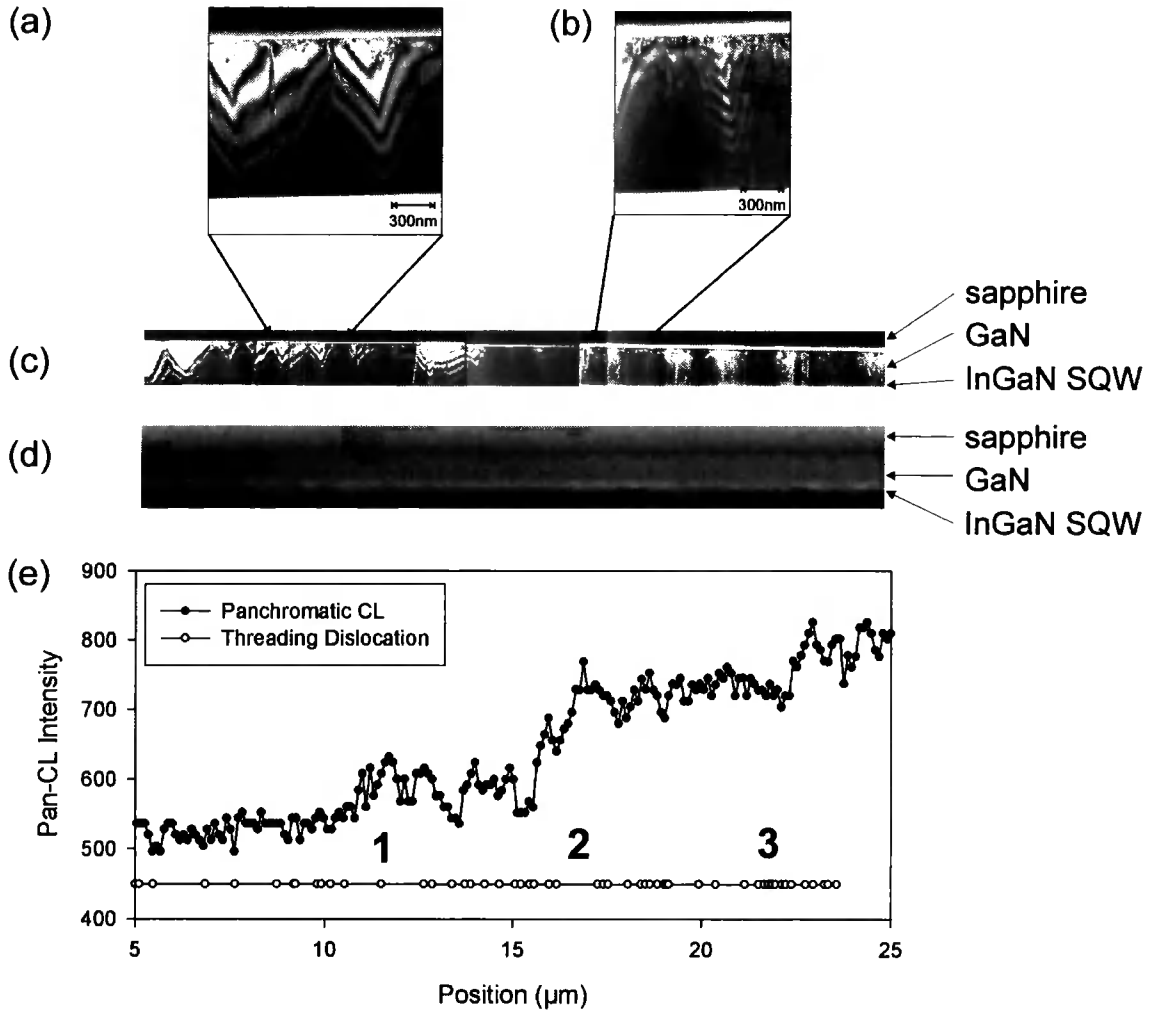 (a)
(b)
300nm
300nm
(c)
sapphire
GaN
InGaN SQW
(d)
sapphire
GaN
InGaN SQW
(e)
900
800
700
600
500
400
Pan-CL Intensity
Panchromatic CL
Threading Dislocation
1
2
3
5
10
15
20
25
Position (µm)